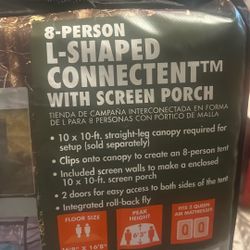 8-PERSON
L-SHAPED
CONNECTENT™
WITH SCREEN PORCH
TIENDA DE CAMPAÑA INTERCONECTADA EN FORMA
DE L PARA 8 PERSONAS CON PÓRTICO DE MALLA
• 10 x 10-ft. straight-leg canopy required for
setup (sold separately)
• Clips onto canopy to create an 8-person tent
• Included screen walls to make a enclosed
10 x 10-ft. screen porch
• 2 doors for easy access to both sides of the tent
• Integrated roll-back fly
FLOOR SIZE
PEAK HEIGHT
FITS 2 QUEEN
AIR MATTRESSES
6'3"
X 16'8"